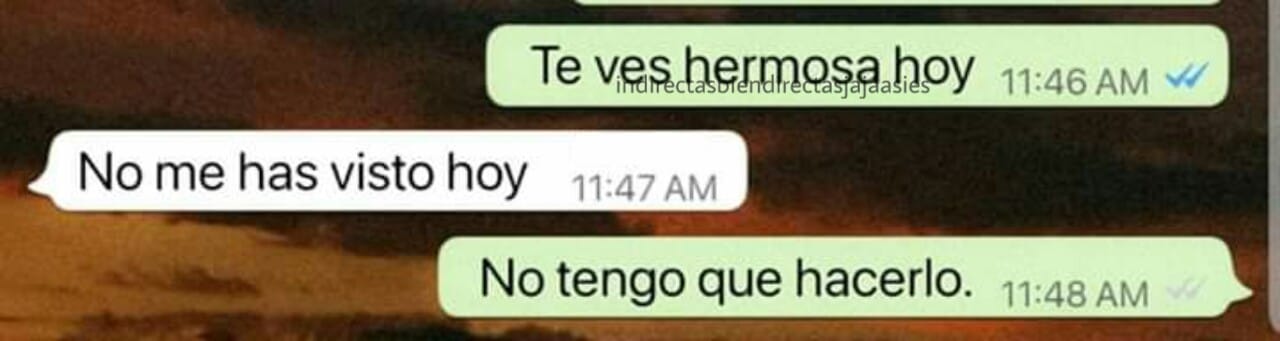 Te ves hermosa hoy 11:46 AM
indirectasbiendirectasjajaasies
No me has visto hoy 11:47 AM
No tengo que hacerlo. 11:48 AM